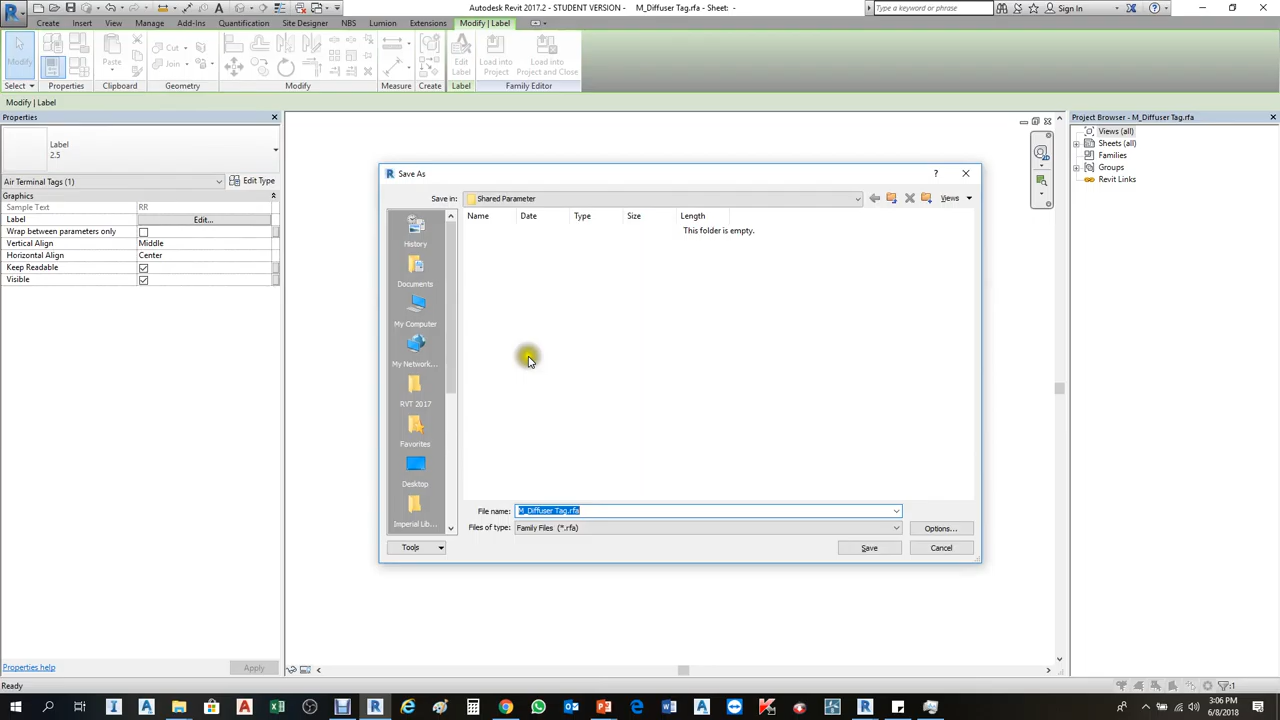 Autodesk Revit 2017.2 - STUDENT VERSION - M_Diffuser Tag.rfa - Sheet: -
Type a keyword or phrase
Sign In
Create Insert View Manage Add-Ins Quantification Site Designer NBS Lumion Extensions Modify | Label
Modify
Paste
Cut
Join
Edit Label
Load into Project
Load into Project and Close
Select Properties Clipboard Geometry Modify Measure Create Label Family Editor
Modify | Label
Properties
Label
2.5
Air Terminal Tags (1)
Edit Type
Graphics
Sample Text RR
Label Edit...
Wrap between parameters only
Vertical Align Middle
Horizontal Align Center
Keep Readable
Visible
Properties help
Apply
Save As
Save in: Shared Parameter
Views
Name Date Type Size Length
This folder is empty.
History
Documents
My Computer
My Network...
RVT 2017
Favorites
Desktop
Imperial Lib...
File name: M_Diffuser Tag.rfa
Files of type: Family Files (*.rfa)
Options...
Tools
Save
Cancel
Project Browser - M_Diffuser Tag.rfa
Views (all)
Sheets (all)
Families
Groups
Revit Links
Ready
:1
3:06 PM
6/8/2018